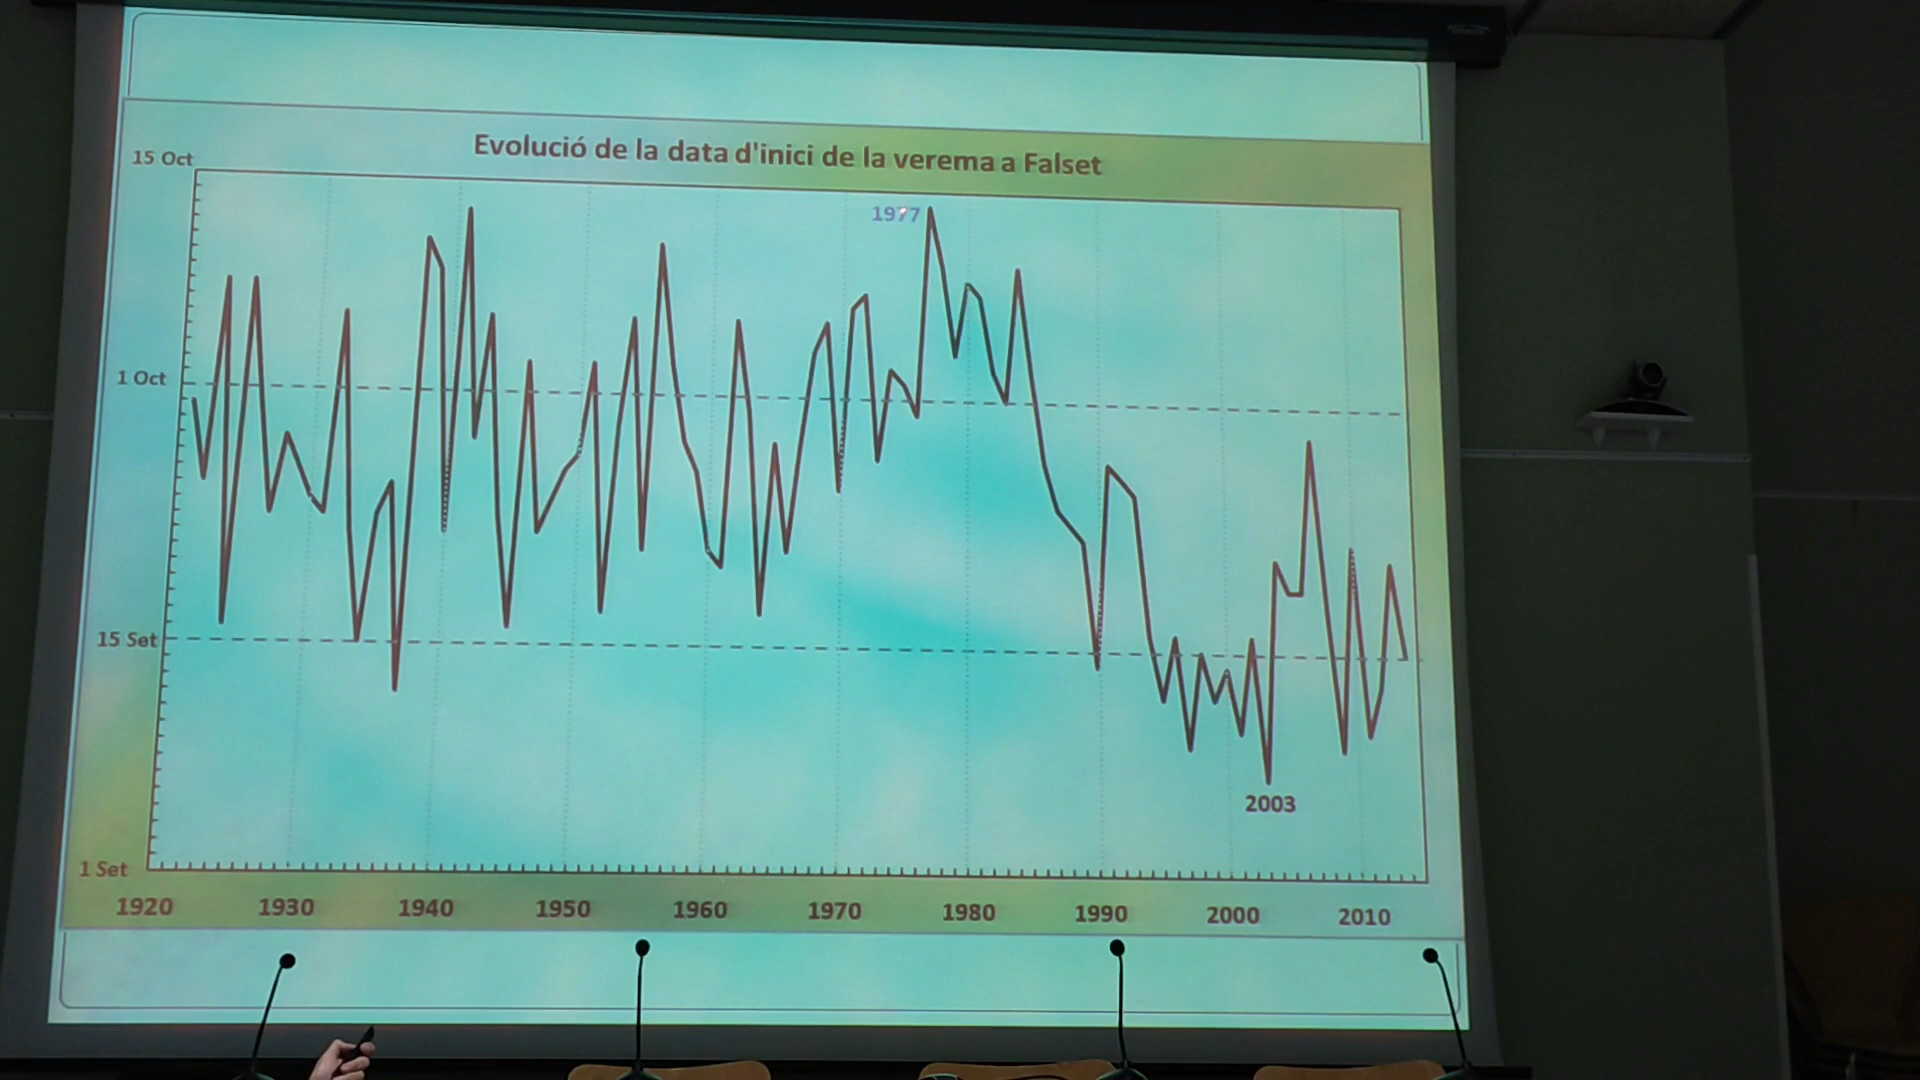 Evolució de la data d'inici de la verema a Falset
15 Oct
1977
1 Oct
15 Set
2003
1 Set
1920 1930 1940 1950 1960 1970 1980 1990 2000 2010